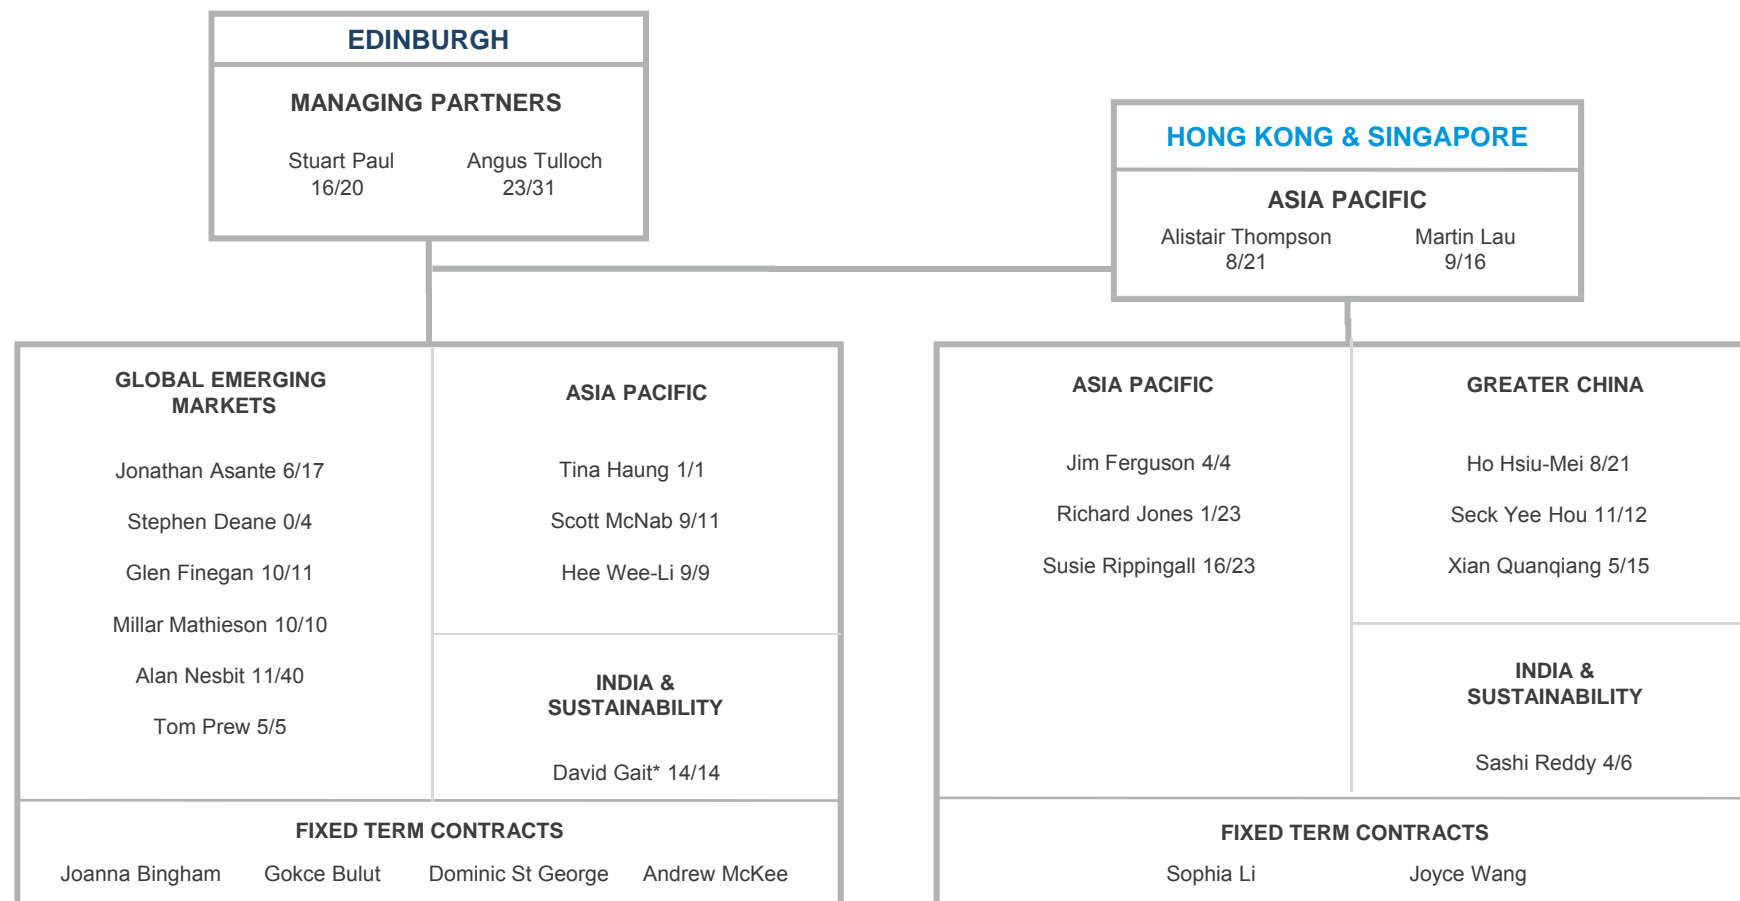 EDINBURGH
MANAGING PARTNERS
Stuart Paul Angus Tulloch
16/20 23/31
HONG KONG & SINGAPORE
ASIA PACIFIC
Alistair Thompson Martin Lau
8/21 9/16
GLOBAL EMERGING
MARKETS
Jonathan Asante 6/17
Stephen Deane 0/4
Glen Finegan 10/11
Millar Mathieson 10/10
Alan Nesbit 11/40
Tom Prew 5/5
ASIA PACIFIC
Tina Haung 1/1
Scott McNab 9/11
Hee Wee-Li 9/9
INDIA &
SUSTAINABILITY
David Gait* 14/14
FIXED TERM CONTRACTS
Joanna Bingham Gokce Bulut Dominic St George Andrew McKee
ASIA PACIFIC
Jim Ferguson 4/4
Richard Jones 1/23
Susie Rippingall 16/23
GREATER CHINA
Ho Hsiu-Mei 8/21
Seck Yee Hou 11/12
Xian Quanqiang 5/15
INDIA &
SUSTAINABILITY
Sashi Reddy 4/6
FIXED TERM CONTRACTS
Sophia Li Joyce Wang